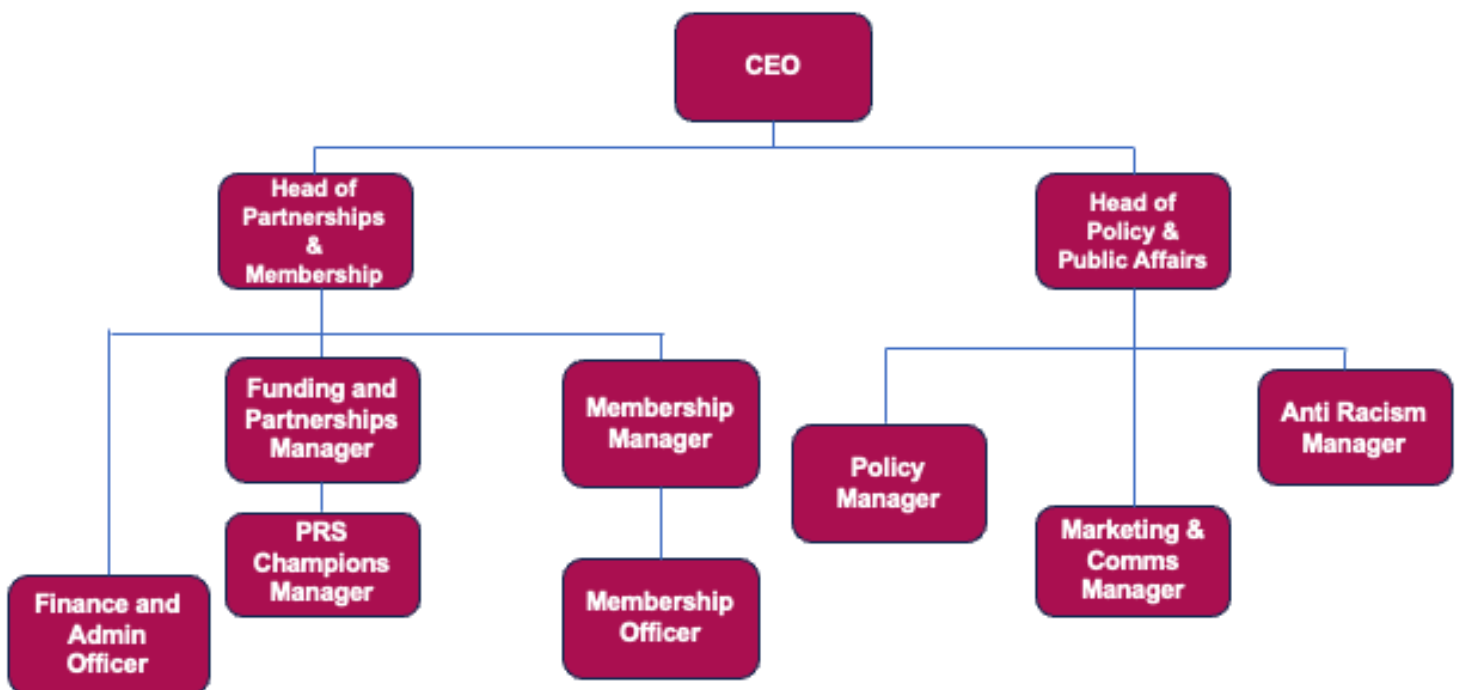 CEO
Head of
Partnerships
&
Membership
Head of
Policy &
Public Affairs
Funding and
Partnerships
Manager
Membership
Manager
Policy
Manager
Anti Racism
Manager
PRS
Champions
Manager
Marketing &
Comms
Manager
Finance and
Admin
Officer
Membership
Officer